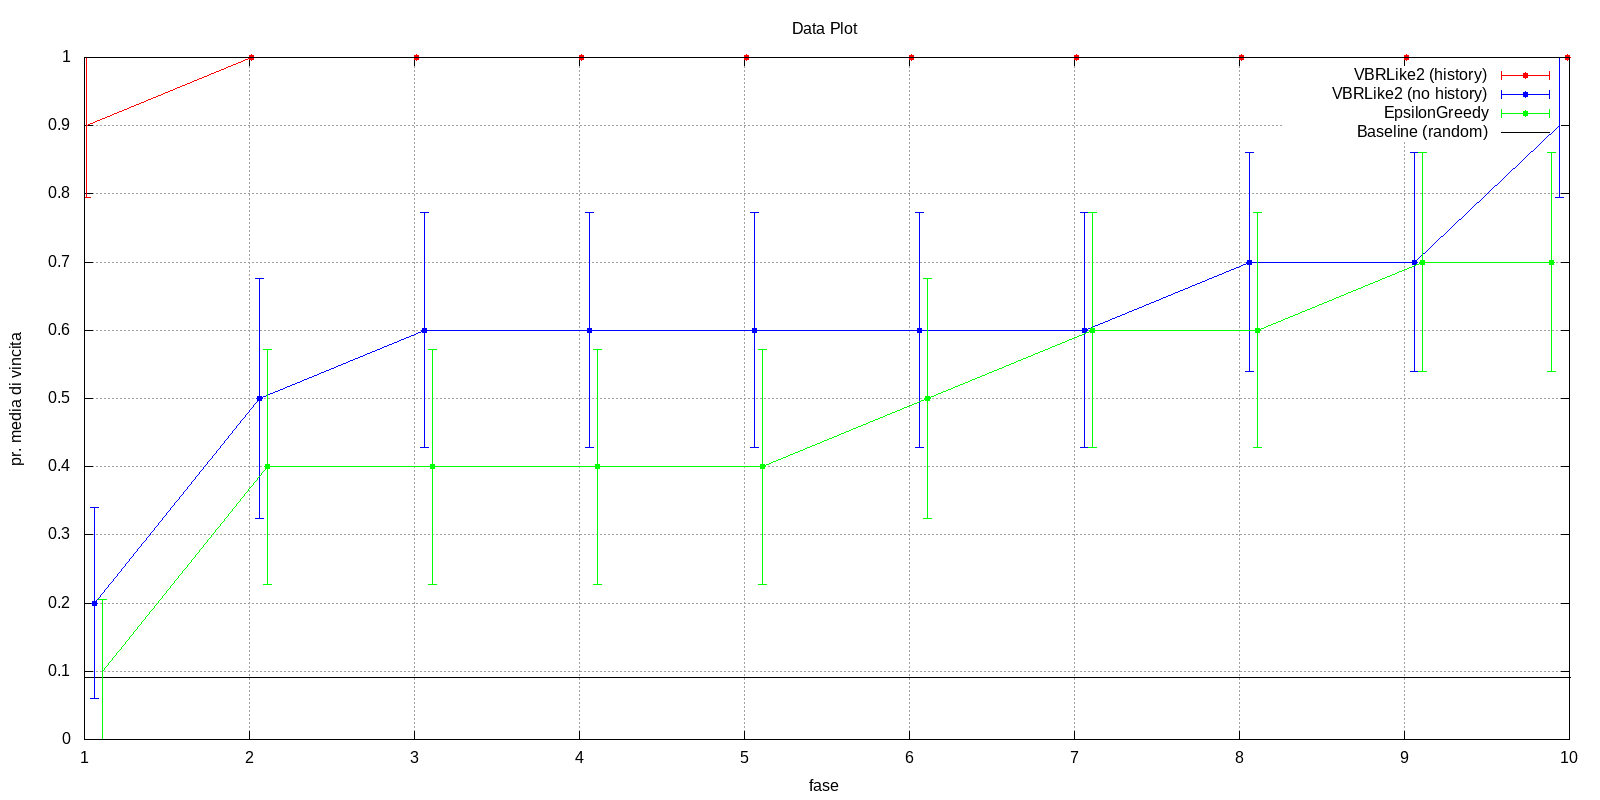 Data Plot
VBRLike2 (history)
VBRLike2 (no history)
EpsilonGreedy
Baseline (random)
1
0.9
0.8
0.7
0.6
0.5
0.4
0.3
0.2
0.1
0
pr. media di vincita
1 2 3 4 5 6 7 8 9 10
fase